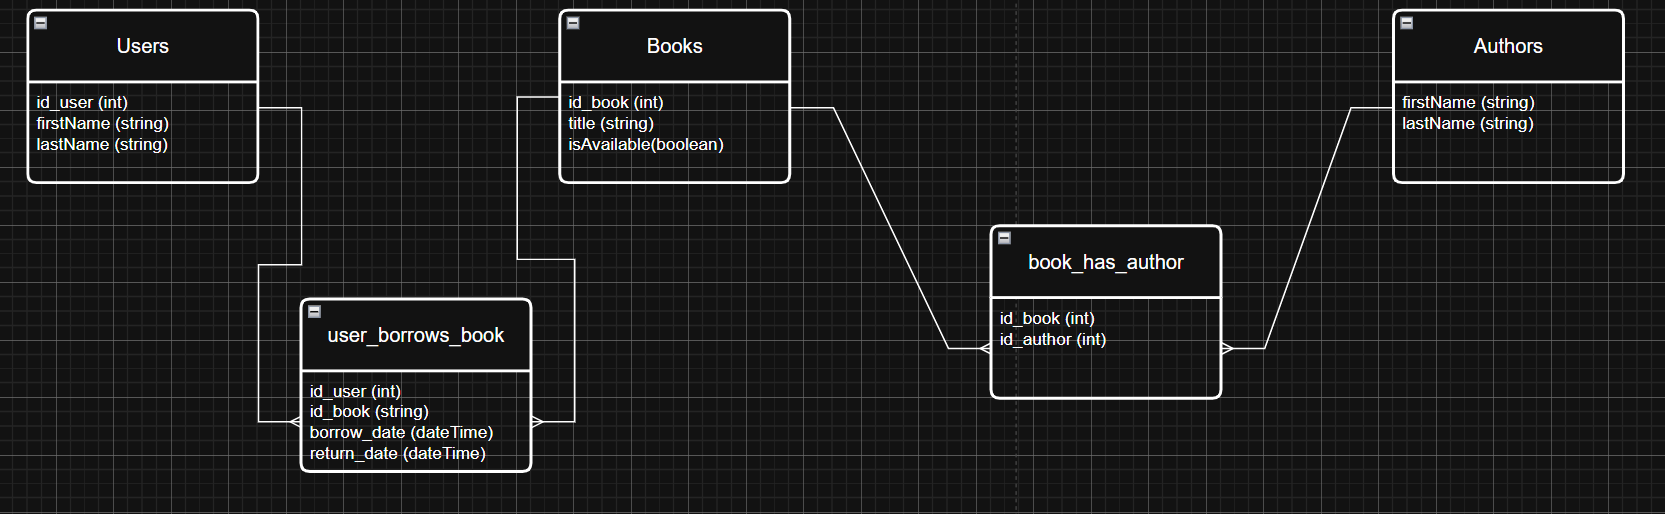 Users
id_user (int)
firstName (string)
lastName (string)
Books
id_book (int)
title (string)
isAvailable(boolean)
Authors
firstName (string)
lastName (string)
book_has_author
id_book (int)
id_author (int)
user_borrows_book
id_user (int)
id_book (string)
borrow_date (dateTime)
return_date (dateTime)